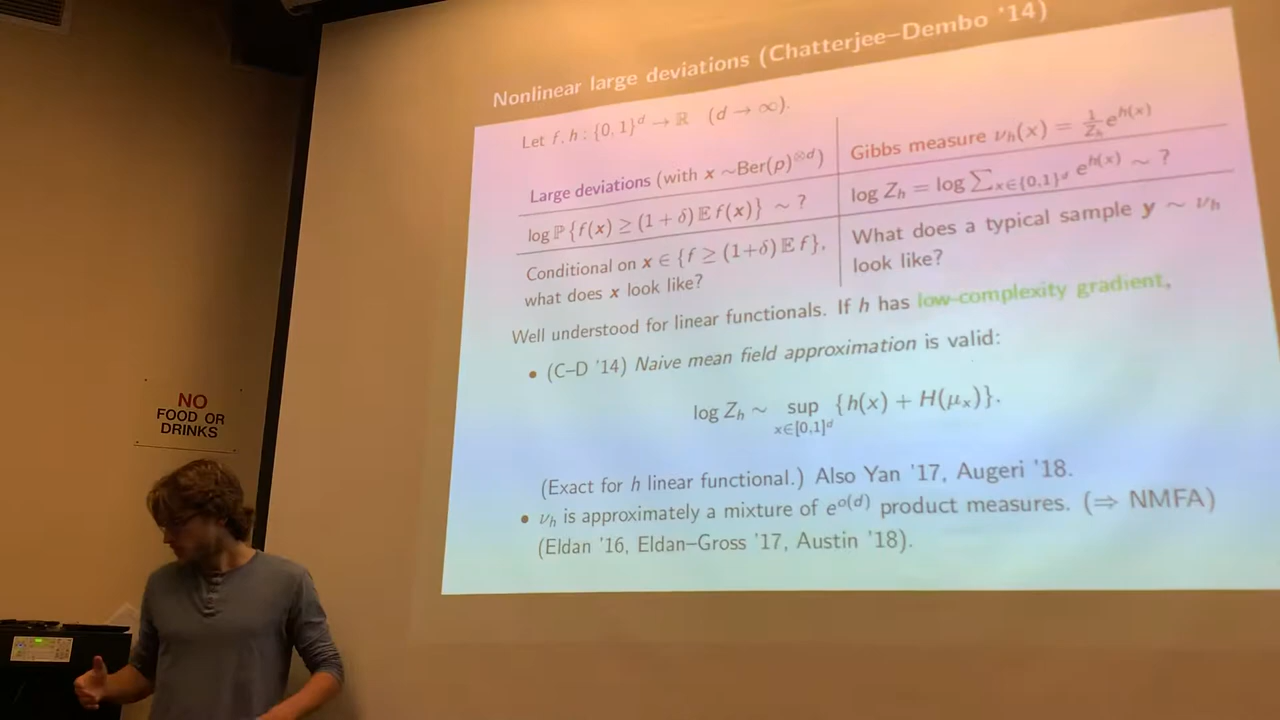 Nonlinear large deviations (Chatterjee–Dembo '14)
Let f, h : {0, 1}^d → ℝ (d → ∞).
Large deviations (with x ~Ber(p)^{⊗d})
Gibbs measure ν_h(x) = 1/Z_h e^{h(x)}
log ℙ{f(x) ≥ (1 + δ) 𝔼 f(x)} ~ ?
log Z_h = log ∑_{x∈{0,1}^d} e^{h(x)} ~ ?
Conditional on x ∈ {f ≥ (1+δ) 𝔼 f},
what does x look like?
What does a typical sample y ~ ν_h
look like?
Well understood for linear functionals. If h has low-complexity gradient,
• (C–D '14) Naive mean field approximation is valid:
log Z_h ~ sup_{x∈[0,1]^d} {h(x) + H(μ_x)}.
(Exact for h linear functional.) Also Yan '17, Augeri '18.
• ν_h is approximately a mixture of e^{o(d)} product measures. (⇒ NMFA)
(Eldan '16, Eldan–Gross '17, Austin '18).
NO
FOOD OR
DRINKS